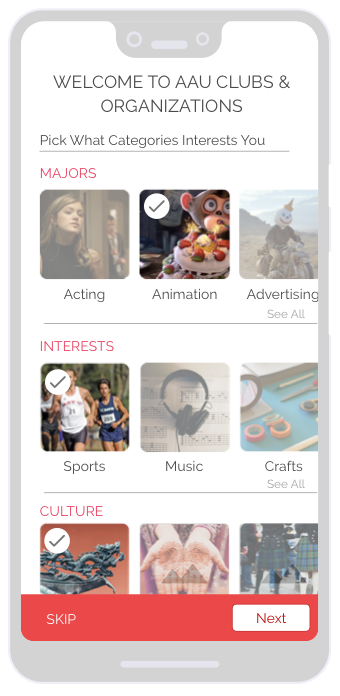 WELCOME TO AAU CLUBS &
ORGANIZATIONS
Pick What Categories Interests You
MAJORS
Acting
Animation
Advertising
See All
INTERESTS
Sports
Music
Crafts
See All
CULTURE
SKIP
Next